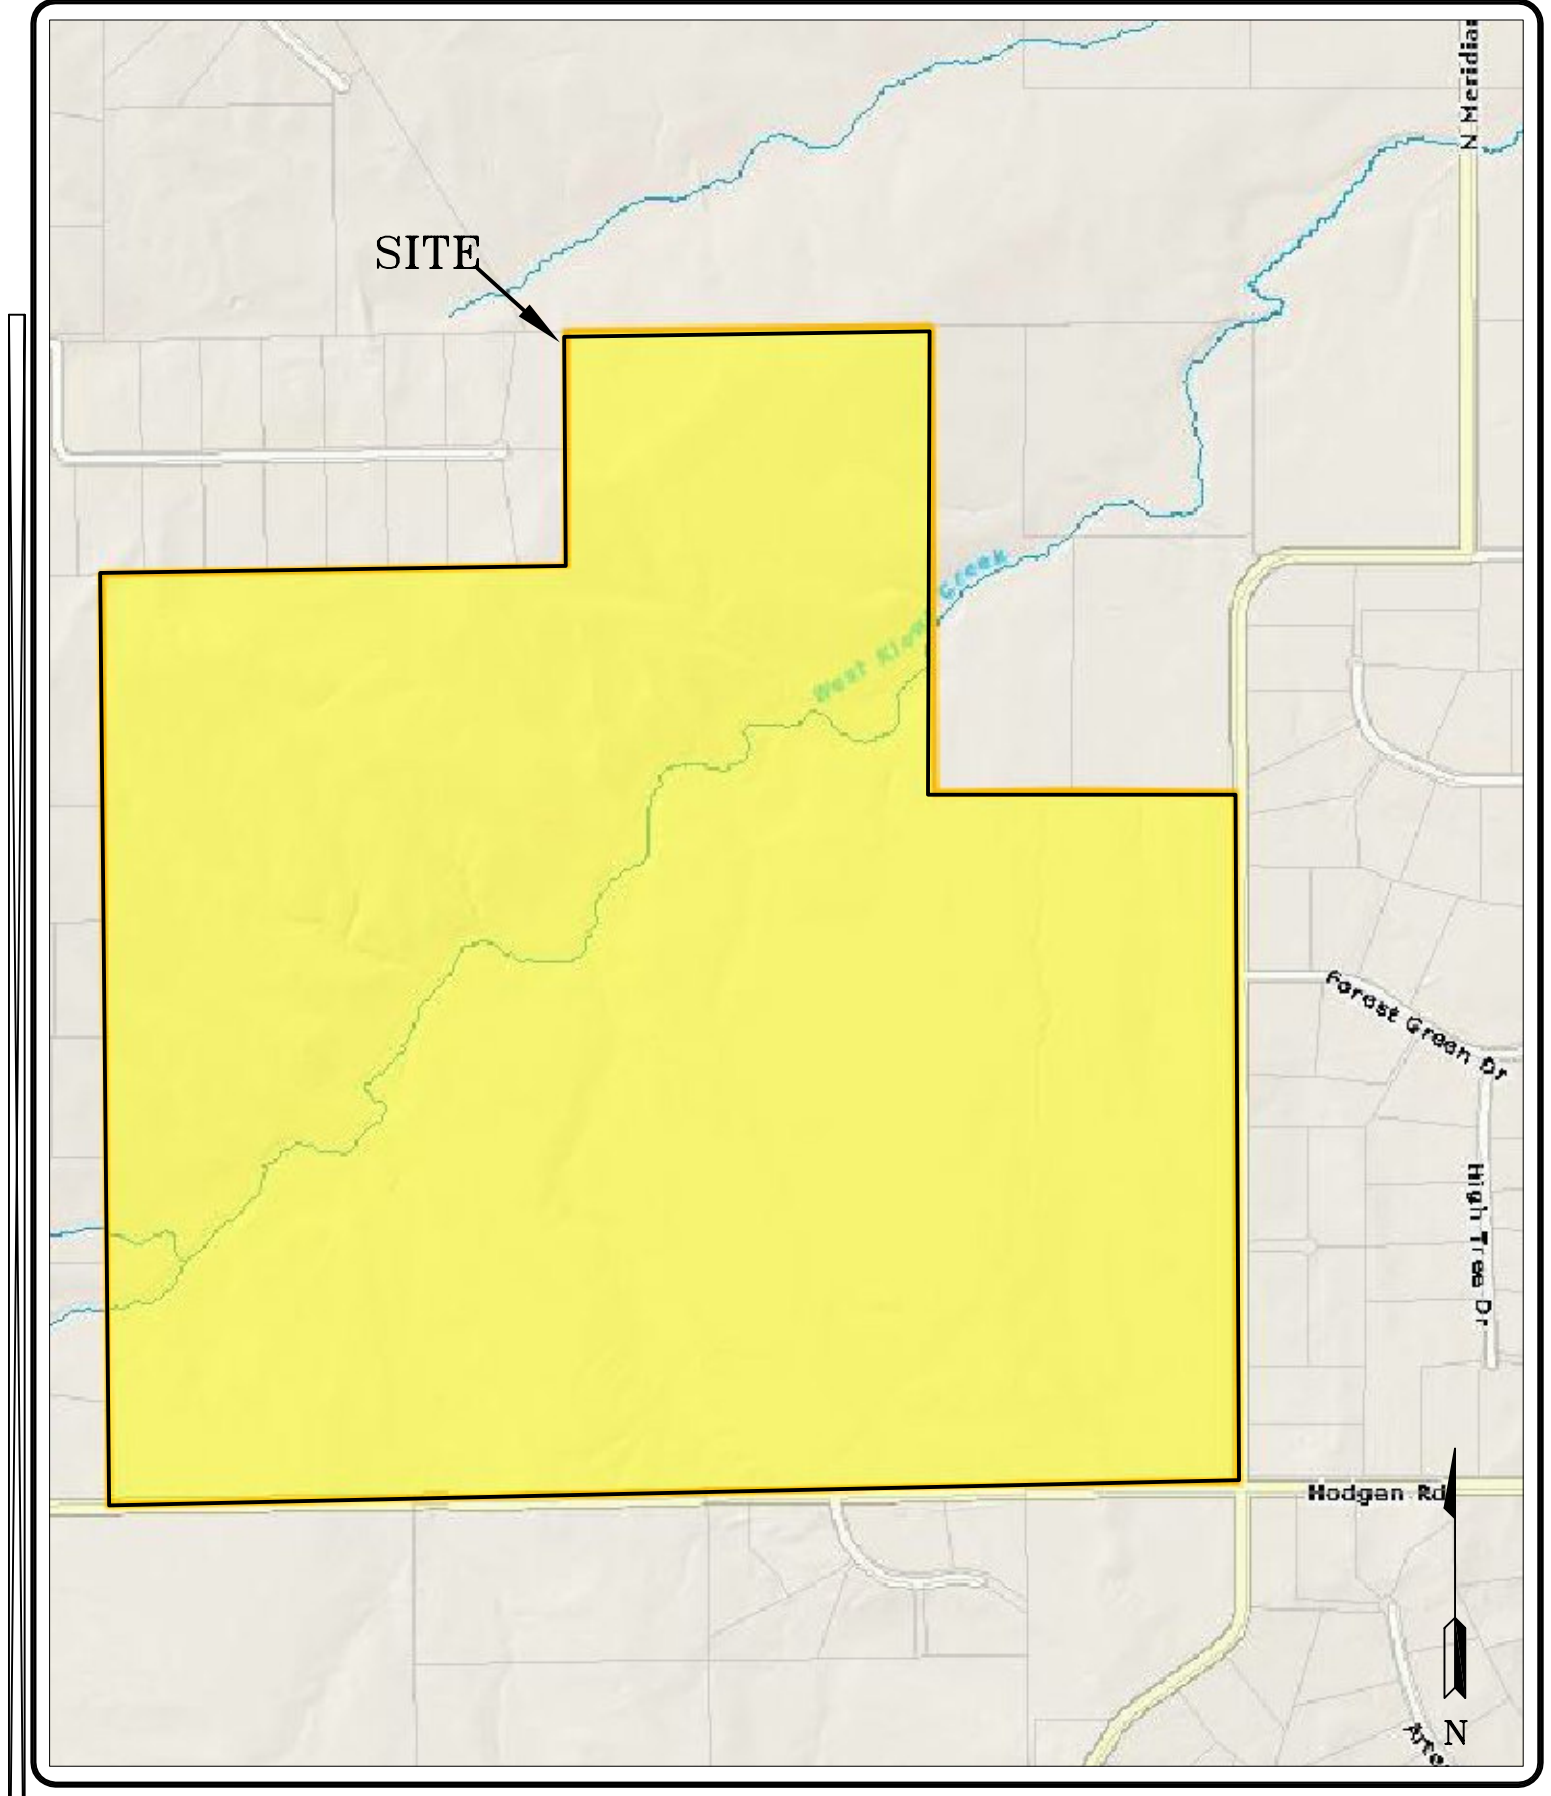 N Meridian
SITE
West Kiowa Creek
Forest Green Dr
High Tree Dr
Hodgen Rd
N